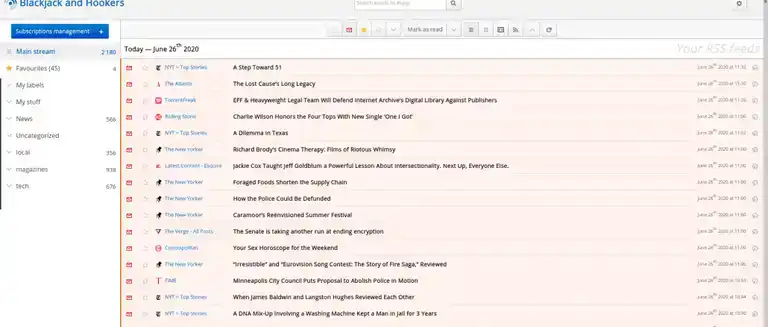 Blackjack and Hookers
Subscriptions management +
Mark as read
Main stream 2180
Today — June 26th 2020
Your RSS feeds
Favourites (45) 4
My labels
My stuff
News 566
Uncategorized
local 356
magazines 938
tech 676
NYT > Top Stories A Step Toward 51
The Atlantic The Lost Cause's Long Legacy
TorrentFreak EFF & Heavyweight Legal Team Will Defend Internet Archive's Digital Library Against Publishers
Rolling Stone Charlie Wilson Honors the Four Tops With New Single 'One I Got'
NYT > Top Stories A Dilemma in Texas
The New Yorker Richard Brody's Cinema Therapy: Films of Riotous Whimsy
Latest Content - Esquire Jackie Cox Taught Jeff Goldblum a Powerful Lesson About Intersectionality. Next Up, Everyone Else.
The New Yorker Foraged Foods Shorten the Supply Chain
The New Yorker How the Police Could Be Defunded
The New Yorker Caramoor's Reënvisioned Summer Festival
The Verge - All Posts The Senate is taking another run at ending encryption
Cosmopolitan Your Sex Horoscope for the Weekend
The New Yorker "Irresistible" and "Eurovision Song Contest: The Story of Fire Saga," Reviewed
TIME Minneapolis City Council Puts Proposal to Abolish Police in Motion
NYT > Top Stories When James Baldwin and Langston Hughes Reviewed Each Other
NYT > Top Stories A DNA Mix-Up Involving a Washing Machine Kept a Man in Jail for 3 Years